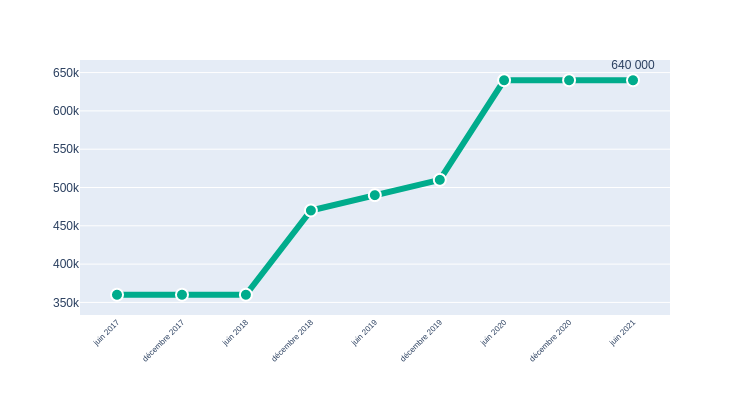 640 000
650k
600k
550k
500k
450k
400k
350k
juin 2017
décembre 2017
juin 2018
décembre 2018
juin 2019
décembre 2019
juin 2020
décembre 2020
juin 2021